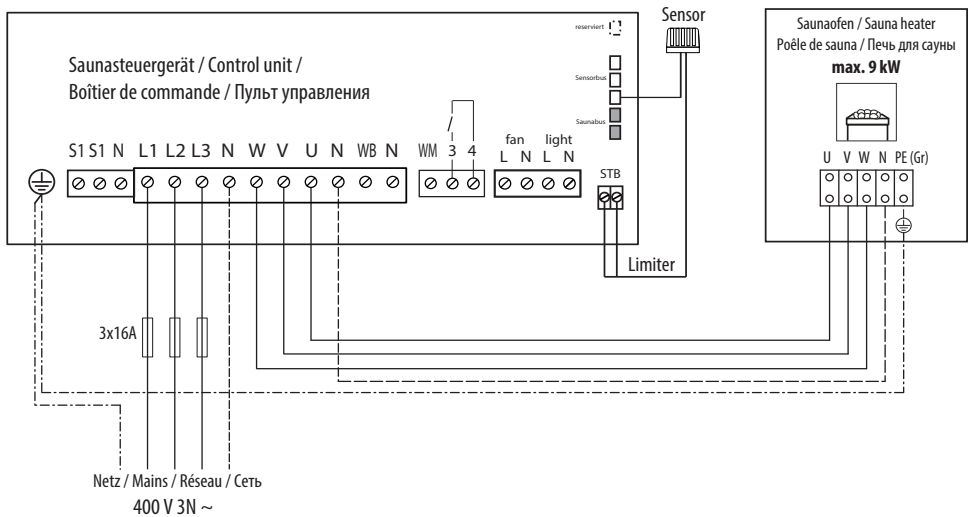 Saunasteuergerät / Control unit /
Boîtier de commande / Пульт управления
reserviert
Sensorbus
Saunabus
Sensor
Saunaofen / Sauna heater
Poêle de sauna / Печь для сауны
max. 9 kW
fan light
S1 S1 N L1 L2 L3 N W V U N WB N WM 3 4 L N L N
STB
U V W N PE (Gr)
Limiter
3x16A
Netz / Mains / Réseau / Сеть
400 V 3N ~